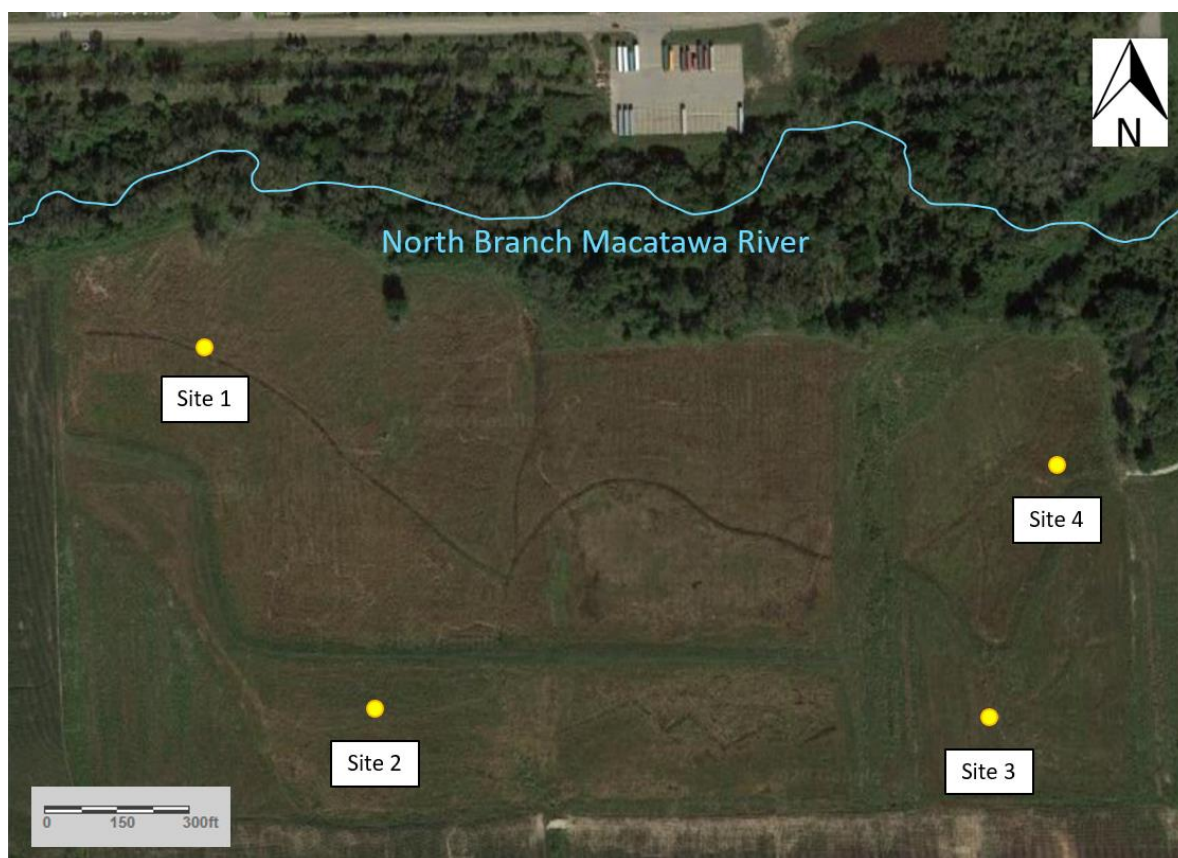 N
North Branch Macatawa River
Site 1
Site 4
Site 2
Site 3
0 150 300ft